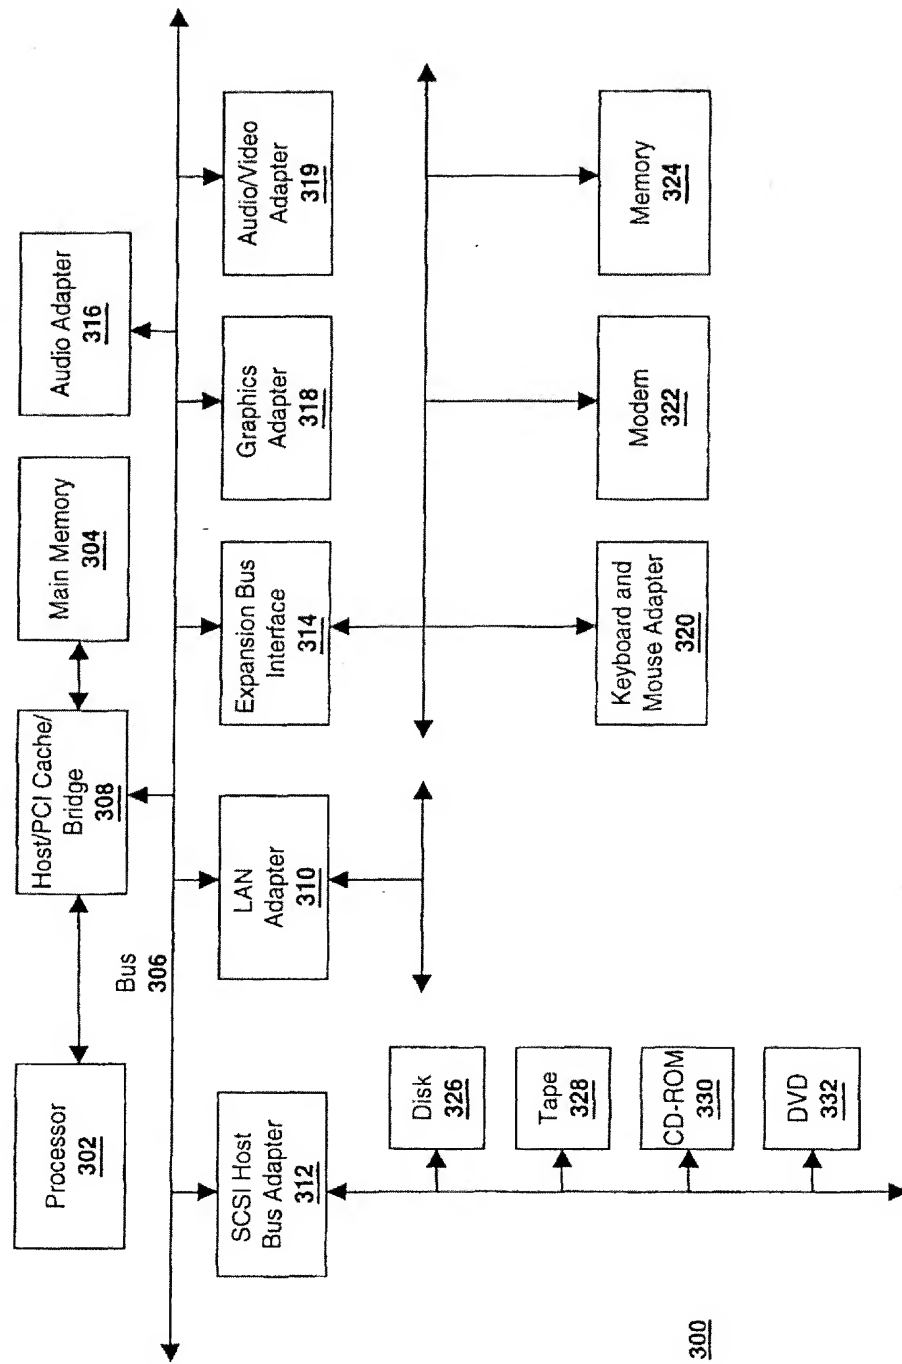 Processor
302
Host/PCI Cache/
Bridge
308
Main Memory
304
Audio Adapter
316
Bus
306
SCSI Host
Bus Adapter
312
LAN
Adapter
310
Expansion Bus
Interface
314
Graphics
Adapter
318
Audio/Video
Adapter
319
Disk
326
Tape
328
CD-ROM
330
DVD
332
Keyboard and
Mouse Adapter
320
Modem
322
Memory
324
300